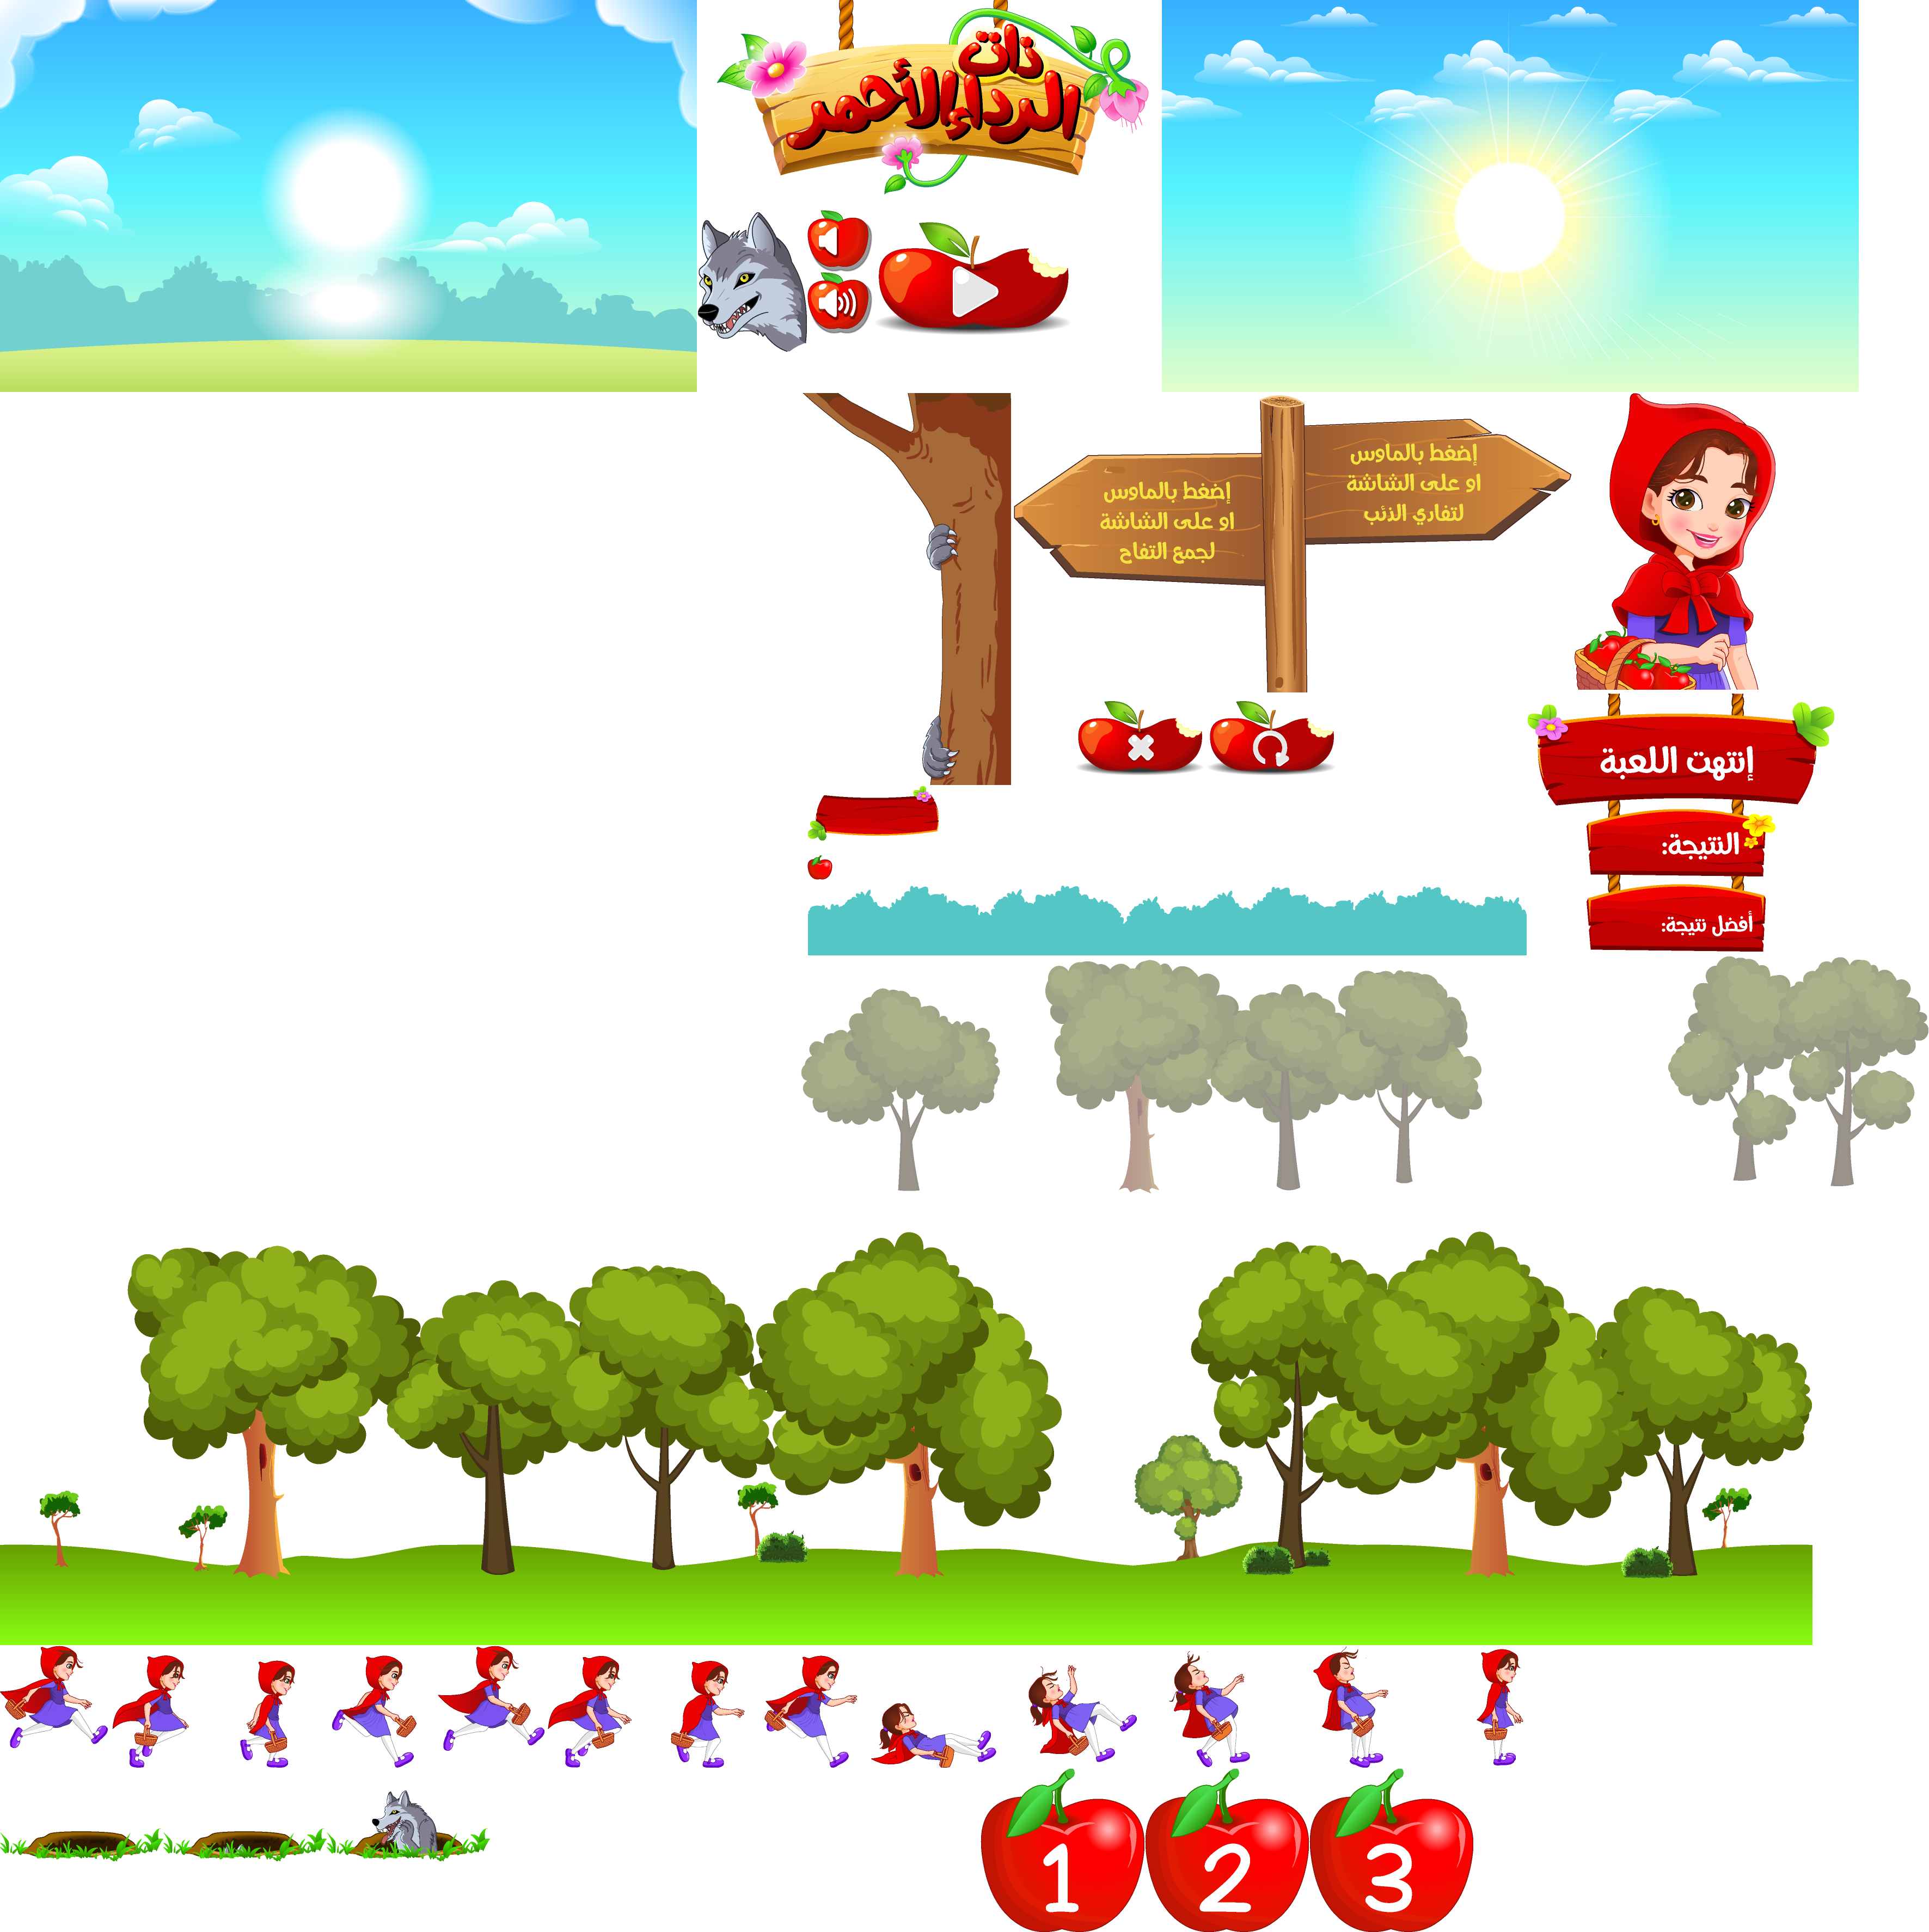 ذات
الرداء الأحمر
إضغط بالماوس
او على الشاشة
لتفادي الذئب
إضغط بالماوس
او على الشاشة
لجمع التفاح
إنتهت اللعبة
النتيجة:
أفضل نتيجة:
1
2
3